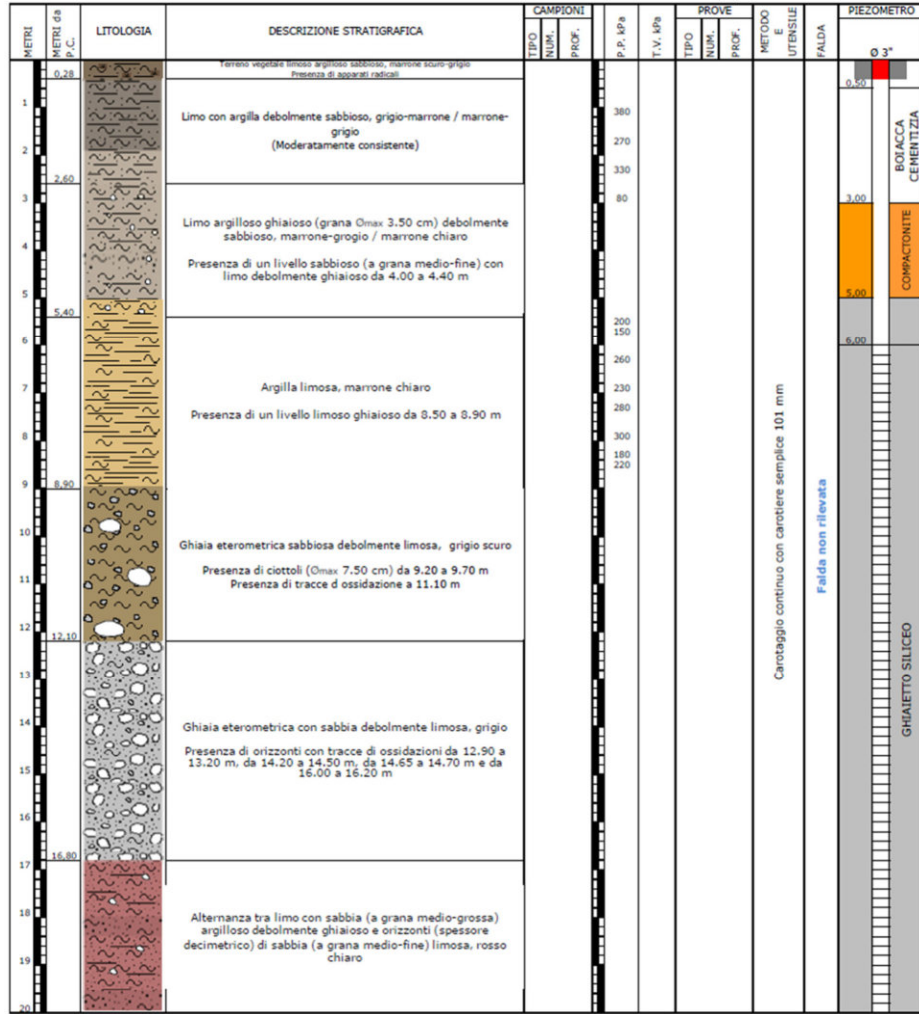 METRI
METRI da P.C.
LITOLOGIA
DESCRIZIONE STRATIGRAFICA
CAMPIONI
TIPO
NUM.
PROF.
P.P. kPa
T.V. kPa
PROVE
TIPO
NUM.
PROF.
METODO E UTENSILE
FALDA
PIEZOMETRO
Ø 3"
Terreno vegetale limoso argilloso sabbioso, marrone scuro-grigio
Presenza di apparati radicali
0,28
0,50
1
Limo con argilla debolmente sabbioso, grigio-marrone / marrone-
grigio
(Moderatamente consistente)
380
270
330
80
BOIACCA CEMENTIZIA
2
2,60
3
3,00
Limo argilloso ghiaioso (grana Ømax 3.50 cm) debolmente
sabbioso, marrone-grogio / marrone chiaro
Presenza di un livello sabbioso (a grana medio-fine) con
limo debolmente ghiaioso da 4.00 a 4.40 m
4
COMPACTONITE
5
5,00
5,40
200
150
6
6,00
260
Argilla limosa, marrone chiaro
7
230
Presenza di un livello limoso ghiaioso da 8.50 a 8.90 m
280
8
300
180
220
9
8,90
10
Ghiaia eterometrica sabbiosa debolmente limosa, grigio scuro
Presenza di ciottoli (Ømax 7.50 cm) da 9.20 a 9.70 m
Presenza di tracce d ossidazione a 11.10 m
11
12
12,10
Carotaggio continuo con carotiere semplice 101 mm
Falda non rilevata
GHIAIETTO SILICEO
13
14
Ghiaia eterometrica con sabbia debolmente limosa, grigio
Presenza di orizzonti con tracce di ossidazioni da 12.90 a
13.20 m, da 14.20 a 14.50 m, da 14.65 a 14.70 m e da
16.00 a 16.20 m
15
16
16,80
17
18
Alternanza tra limo con sabbia (a grana medio-grossa)
argilloso debolmente ghiaioso e orizzonti (spessore
decimetrico) di sabbia (a grana medio-fine) limosa, rosso
chiaro
19
20